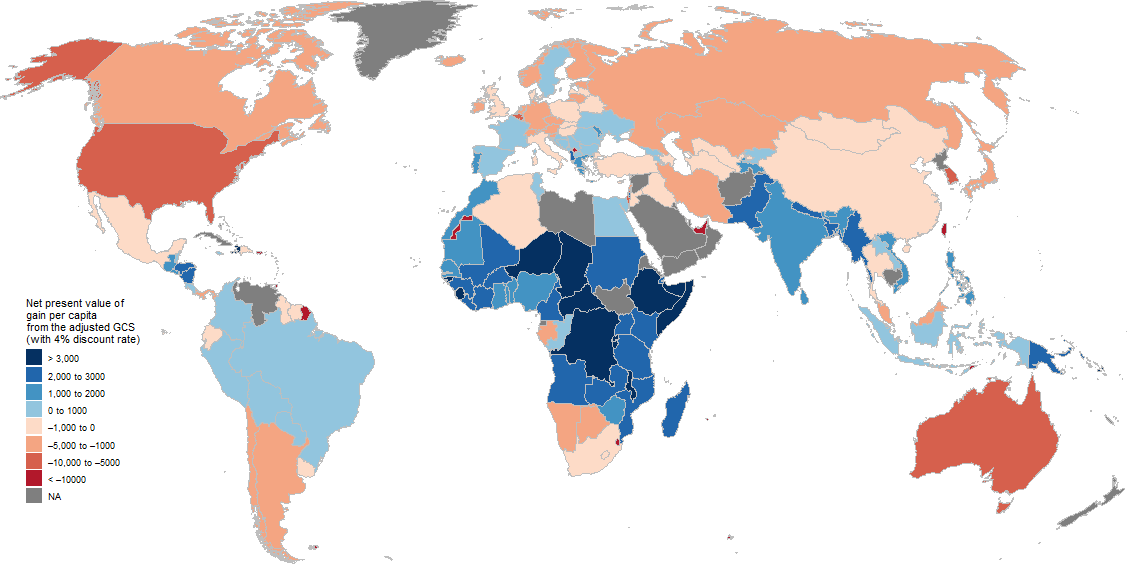 Net present value of
gain per capita
from the adjusted GCS
(with 4% discount rate)
> 3,000
2,000 to 3000
1,000 to 2000
0 to 1000
−1,000 to 0
−5,000 to −1000
−10,000 to −5000
< −10000
NA